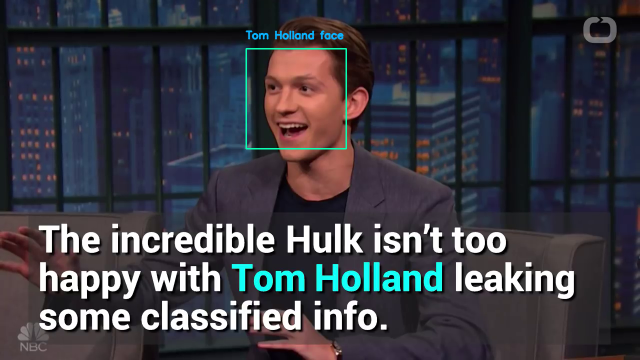 Tom Holland face
The incredible Hulk isn't too
happy with Tom Holland leaking
some classified info.
NBC